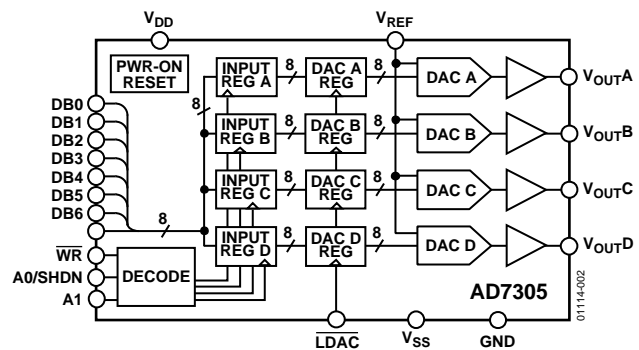 VDD
VREF
PWR-ON
RESET
INPUT
REG A
8
DAC A
REG
8
DAC A
VOUTA
DB0
DB1
DB2
DB3
DB4
DB5
DB6
8
INPUT
REG B
8
DAC B
REG
8
DAC B
VOUTB
INPUT
REG C
8
DAC C
REG
8
DAC C
VOUTC
8
INPUT
REG D
8
DAC D
REG
8
DAC D
VOUTD
WR
A0/SHDN
A1
DECODE
AD7305
01114-002
LDAC
VSS
GND